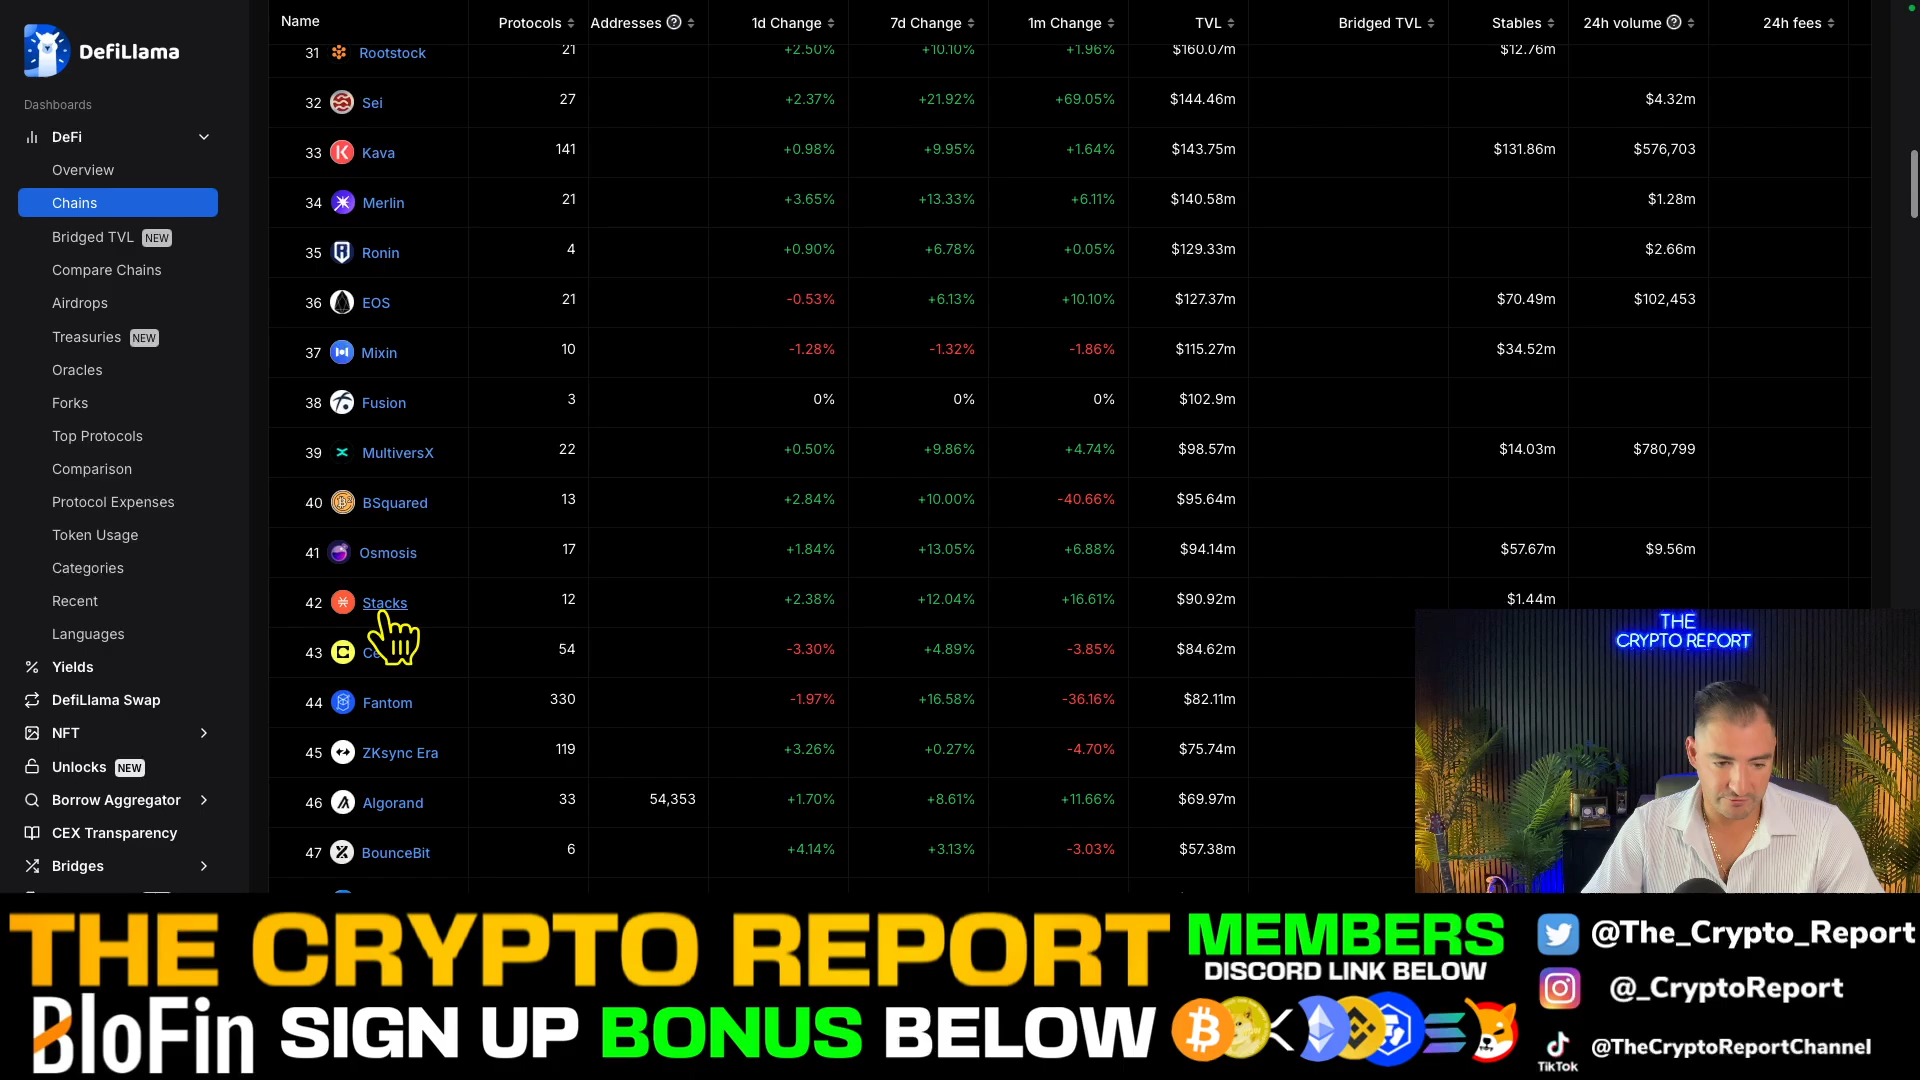 DefiLlama
Dashboards
DeFi
Overview
Chains
Bridged TVL NEW
Compare Chains
Airdrops
Treasuries NEW
Oracles
Forks
Top Protocols
Comparison
Protocol Expenses
Token Usage
Categories
Recent
Languages
Yields
DefiLlama Swap
NFT
Unlocks NEW
Borrow Aggregator
CEX Transparency
Bridges
Name Protocols Addresses 1d Change 7d Change 1m Change TVL Bridged TVL Stables 24h volume 24h fees
31 Rootstock 21 +2.50% +10.10% +1.96% $160.07m $12.76m
32 Sei 27 +2.37% +21.92% +69.05% $144.46m $4.32m
33 Kava 141 +0.98% +9.95% +1.64% $143.75m $131.86m $576,703
34 Merlin 21 +3.65% +13.33% +6.11% $140.58m $1.28m
35 Ronin 4 +0.90% +6.78% +0.05% $129.33m $2.66m
36 EOS 21 -0.53% +6.13% +10.10% $127.37m $70.49m $102,453
37 Mixin 10 -1.28% -1.32% -1.86% $115.27m $34.52m
38 Fusion 3 0% 0% 0% $102.9m
39 MultiversX 22 +0.50% +9.86% +4.74% $98.57m $14.03m $780,799
40 BSquared 13 +2.84% +10.00% -40.66% $95.64m
41 Osmosis 17 +1.84% +13.05% +6.88% $94.14m $57.67m $9.56m
42 Stacks 12 +2.38% +12.04% +16.61% $90.92m $1.44m
43 54 -3.30% +4.89% -3.85% $84.62m
44 Fantom 330 -1.97% +16.58% -36.16% $82.11m
45 ZKsync Era 119 +3.26% +0.27% -4.70% $75.74m
46 Algorand 33 54,353 +1.70% +8.61% +11.66% $69.97m
47 BounceBit 6 +4.14% +3.13% -3.03% $57.38m
THE
CRYPTO REPORT
THE CRYPTO REPORT
BloFin SIGN UP BONUS BELOW
MEMBERS
DISCORD LINK BELOW
@The_Crypto_Report
@_CryptoReport
TikTok @TheCryptoReportChannel